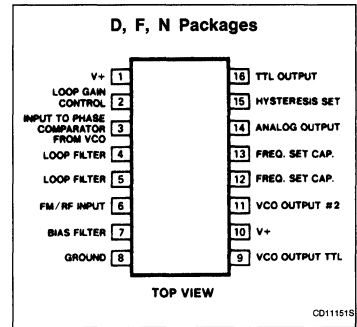 D, F, N Packages
V+ 1
LOOP GAIN
CONTROL 2
INPUT TO PHASE
COMPARATOR 3
FROM VCO
LOOP FILTER 4
LOOP FILTER 5
FM/RF INPUT 6
BIAS FILTER 7
GROUND 8
16 TTL OUTPUT
15 HYSTERESIS SET
14 ANALOG OUTPUT
13 FREQ. SET CAP.
12 FREQ. SET CAP.
11 VCO OUTPUT #2
10 V+
9 VCO OUTPUT TTL
TOP VIEW
CD11151S